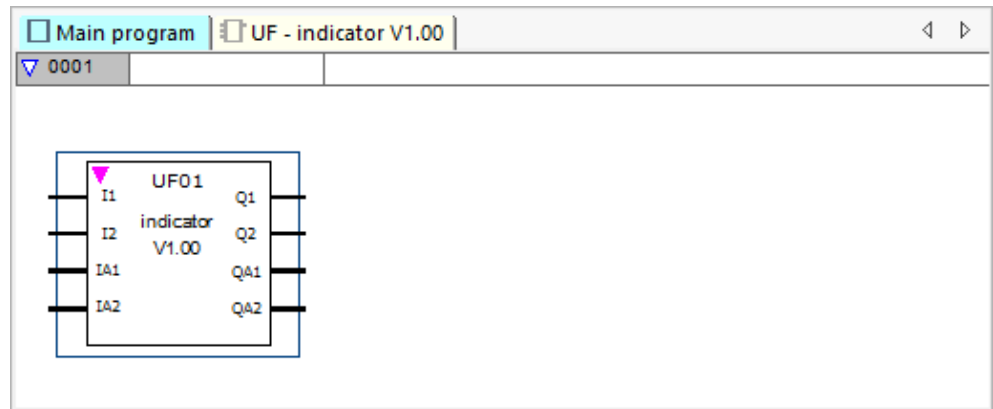 Main program UF - indicator V1.00
0001
UF01
I1 Q1
indicator
I2 Q2
V1.00
IA1 QA1
IA2 QA2